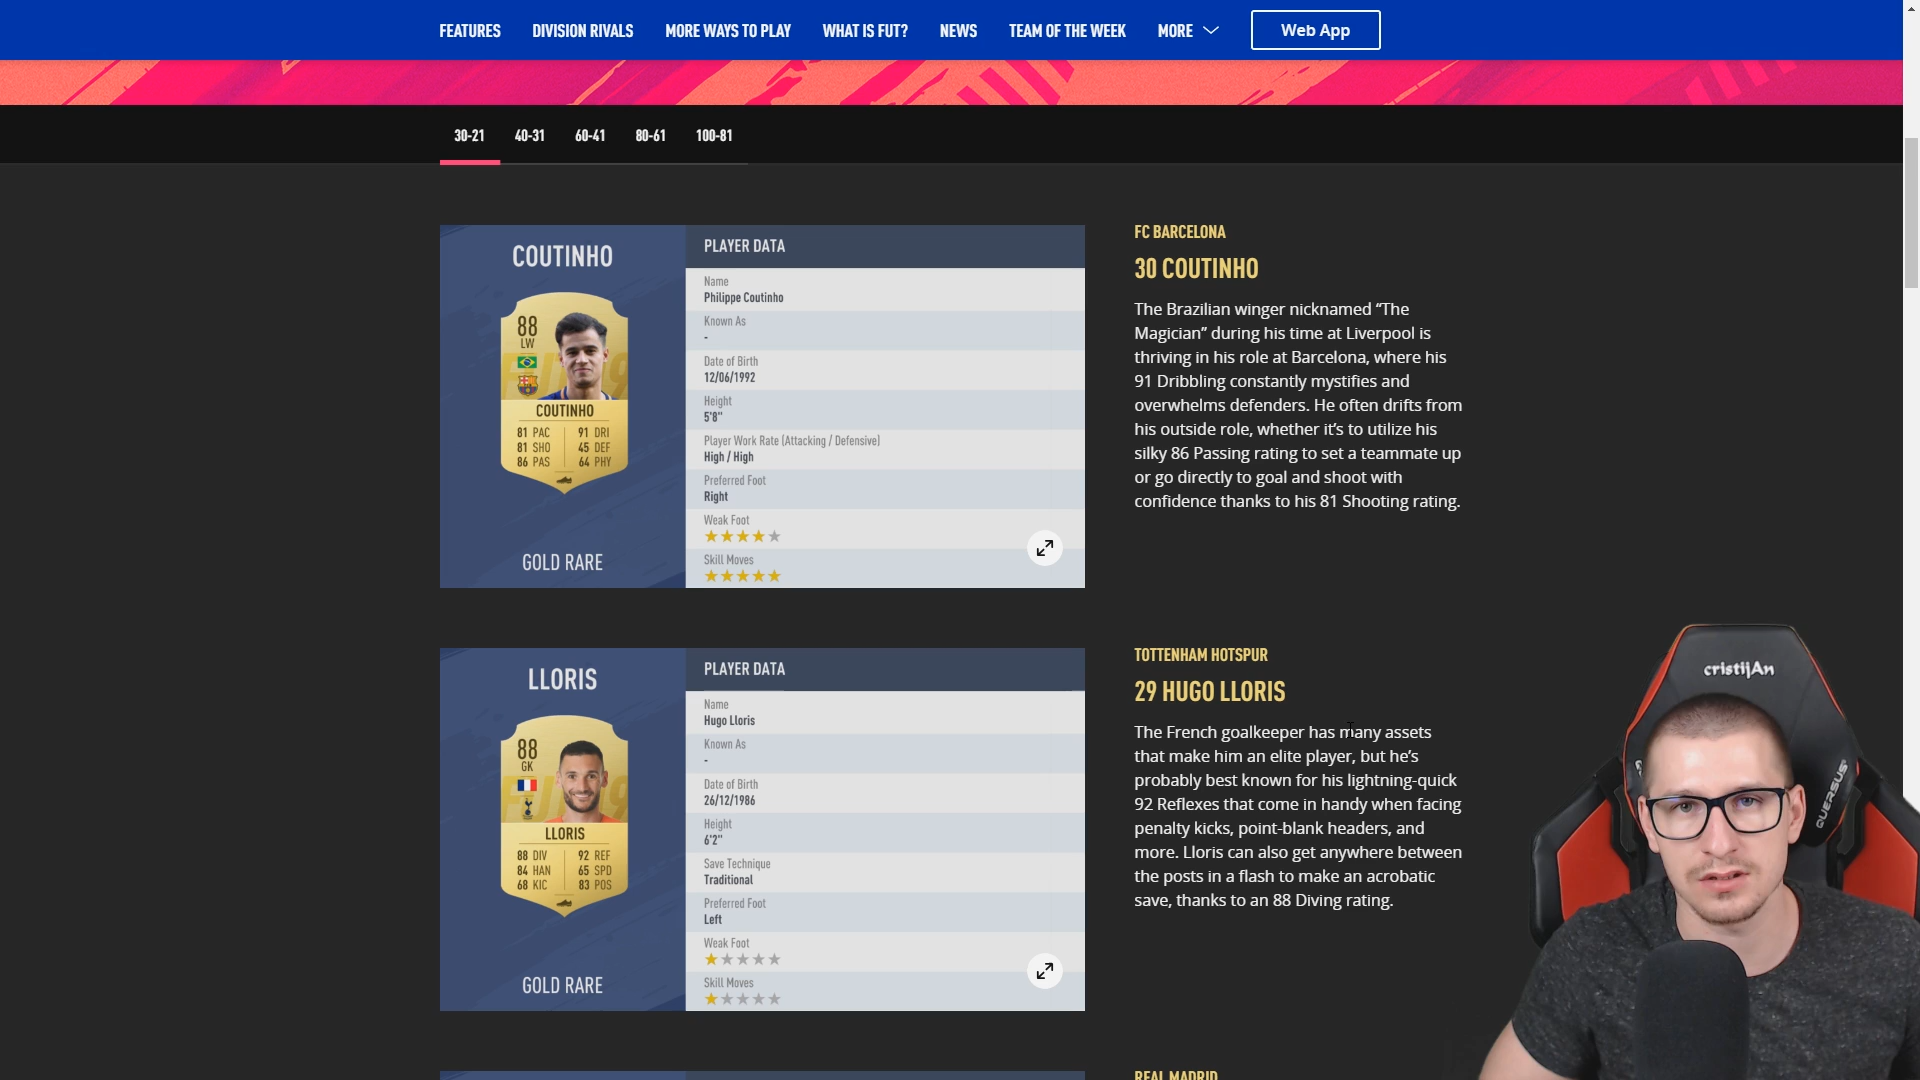 FEATURES
DIVISION RIVALS
MORE WAYS TO PLAY
WHAT IS FUT?
NEWS
TEAM OF THE WEEK
MORE
Web App
30-21
40-31
60-41
80-61
100-81
COUTINHO
88
LW
COUTINHO
81 PAC
91 DRI
81 SHO
45 DEF
86 PAS
64 PHY
GOLD RARE
PLAYER DATA
Name
Philippe Coutinho
Known As
-
Date of Birth
12/06/1992
Height
5'8"
Player Work Rate (Attacking / Defensive)
High / High
Preferred Foot
Right
Weak Foot
Skill Moves
FC BARCELONA
30 COUTINHO
The Brazilian winger nicknamed “The
Magician” during his time at Liverpool is
thriving in his role at Barcelona, where his
91 Dribbling constantly mystifies and
overwhelms defenders. He often drifts from
his outside role, whether it’s to utilize his
silky 86 Passing rating to set a teammate up
or go directly to goal and shoot with
confidence thanks to his 81 Shooting rating.
LLORIS
88
GK
LLORIS
88 DIV
92 REF
84 HAN
65 SPD
68 KIC
83 POS
GOLD RARE
PLAYER DATA
Name
Hugo Lloris
Known As
-
Date of Birth
26/12/1986
Height
6'2"
Save Technique
Traditional
Preferred Foot
Left
Weak Foot
Skill Moves
TOTTENHAM HOTSPUR
29 HUGO LLORIS
The French goalkeeper has many assets
that make him an elite player, but he’s
probably best known for his lightning-quick
92 Reflexes that come in handy when facing
penalty kicks, point-blank headers, and
more. Lloris can also get anywhere between
the posts in a flash to make an acrobatic
save, thanks to an 88 Diving rating.
REAL MADRID
cristijAn
QUERSUS